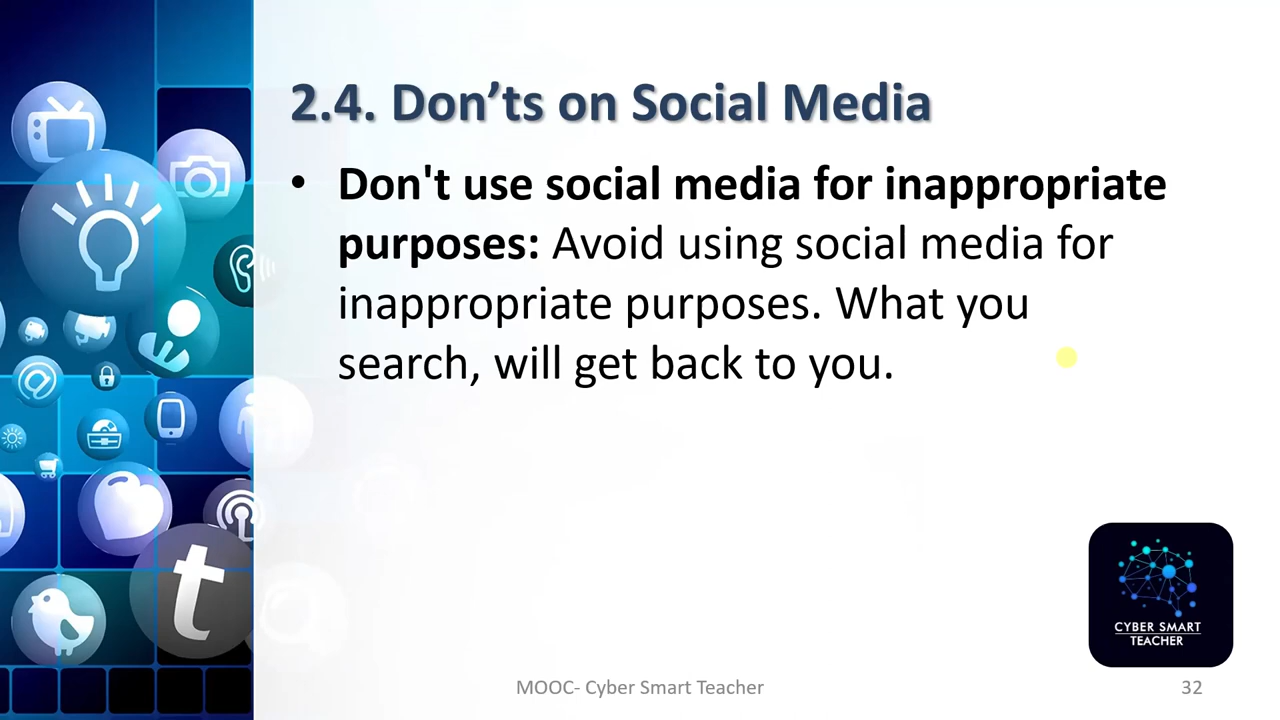 2.4. Don’ts on Social Media
• Don't use social media for inappropriate
purposes: Avoid using social media for
inappropriate purposes. What you
search, will get back to you.
t
CYBER SMART
TEACHER
MOOC- Cyber Smart Teacher
32